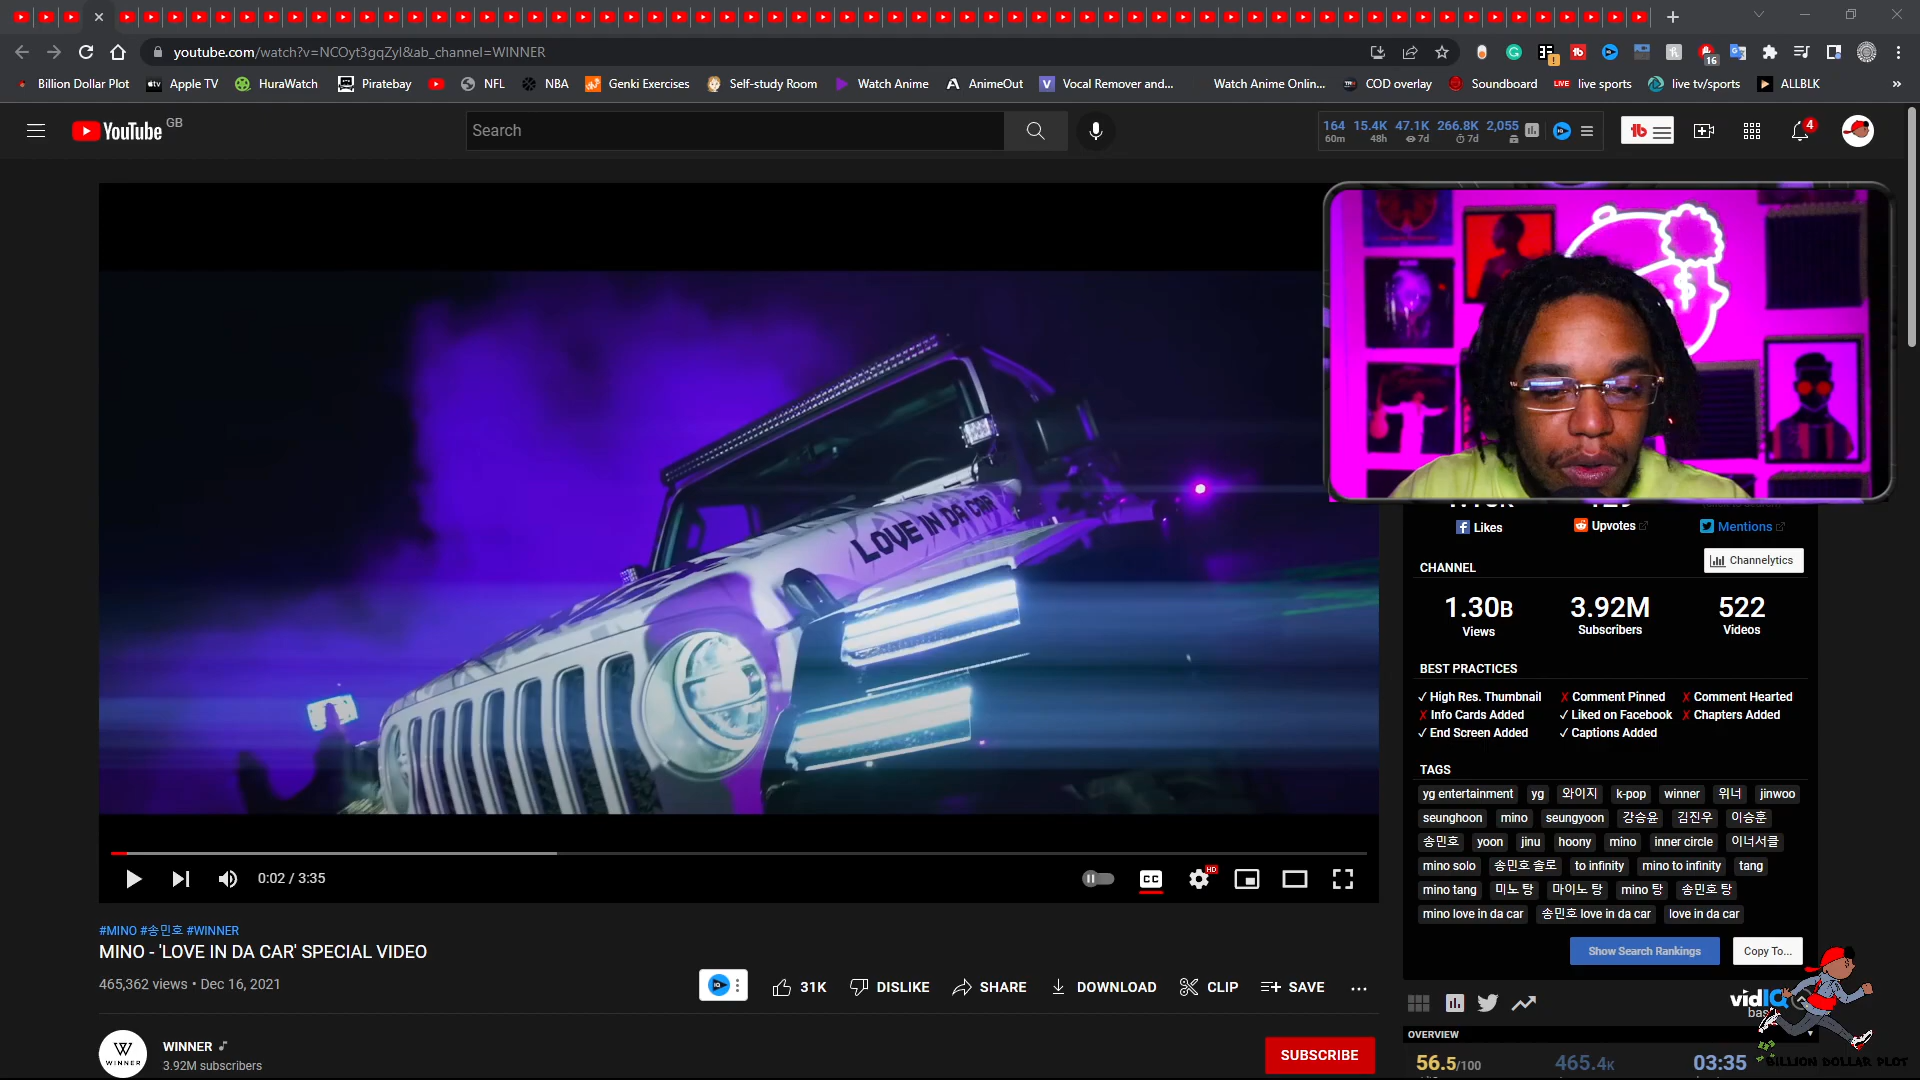 youtube.com/watch?v=NCOyt3gqZyI&ab_channel=WINNER
16
Billion Dollar Plot
Apple TV
HuraWatch
Piratebay
NFL
NBA
Genki Exercises
Self-study Room
Watch Anime
AnimeOut
Vocal Remover and...
Watch Anime Onlin...
COD overlay
Soundboard
live sports
live tv/sports
ALLBLK
YouTube GB
Search
164 15.4K 47.1K 266.8K 2,055
60m 48h 7d 7d
4
LOVE IN DA CAR
Likes Upvotes Mentions
CHANNEL Channelytics
1.30B 3.92M 522
Views Subscribers Videos
BEST PRACTICES
✓ High Res. Thumbnail ✗ Comment Pinned ✗ Comment Hearted
✗ Info Cards Added ✓ Liked on Facebook ✗ Chapters Added
✓ End Screen Added ✓ Captions Added
TAGS
yg entertainment yg 와이지 k-pop winner 위너 jinwoo
seunghoon mino seungyoon 강승윤 김진우 이승훈
송민호 yoon jinu hoony mino inner circle 이너서클
mino solo 송민호 솔로 to infinity mino to infinity tang
mino tang 미노 탕 마이노 탕 mino 탕 송민호 탕
mino love in da car 송민호 love in da car love in da car
Show Search Rankings Copy To...
0:02 / 3:35
CC
HD
#MINO #송민호 #WINNER
MINO - 'LOVE IN DA CAR' SPECIAL VIDEO
465,362 views • Dec 16, 2021
31K DISLIKE SHARE DOWNLOAD CLIP SAVE ...
WINNER
WINNER
3.92M subscribers
SUBSCRIBE
vidIQ
OVERVIEW
56.5/100 465.4K 03:35
BILLION DOLLAR PLOT